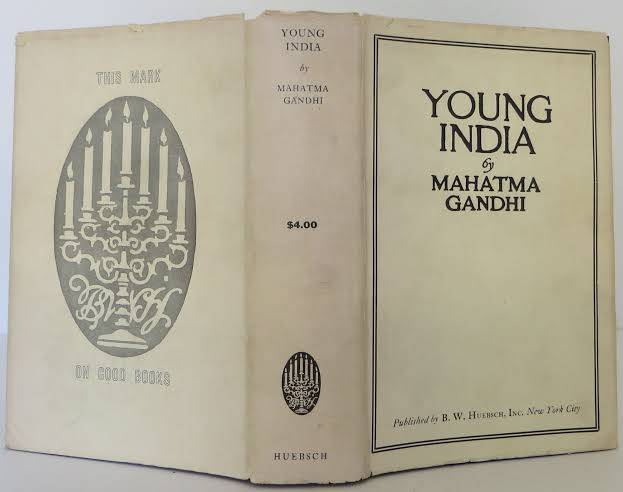 THIS MARK
BWH
ON GOOD BOOKS
YOUNG
INDIA
by
MAHATMA
GANDHI
$4.00
HUEBSCH
YOUNG
INDIA
by
MAHATMA
GANDHI
Published by B. W. HUEBSCH, INC. New York City